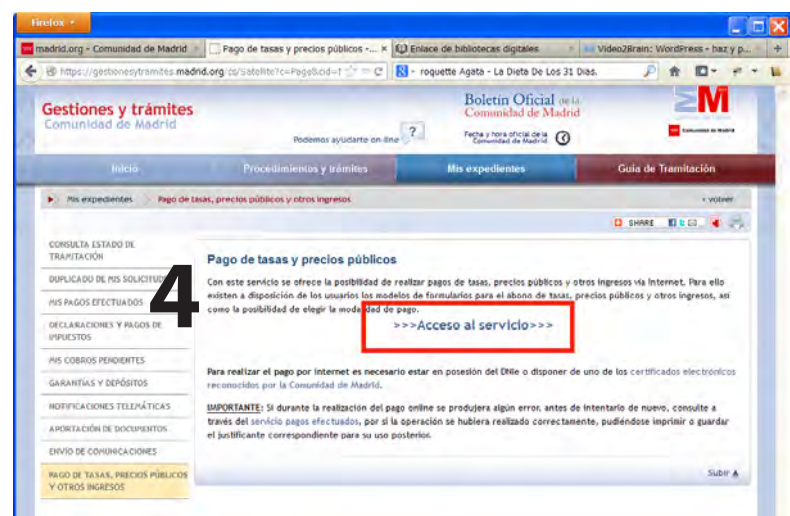 Firefox
madrid.org - Comunidad de Madrid
Pago de tasas y precios públicos -... ×
Enlace de bibliotecas digitales
Video2Brain: WordPress - haz y p...
+
https://gestionesytramites.madrid.org/cs/Satellite?c=Page&cid=1
roquette Agata - La Dieta De Los 31 Dias.
Gestiones y trámites
Comunidad de Madrid
Podemos ayudarte on-line
?
Boletín Oficial de la
Comunidad de Madrid
Fecha y hora oficial de la
Comunidad de Madrid
M
Comunidad de Madrid
Inicio
Procedimientos y trámites
Mis expedientes
Guía de Tramitación
Mis expedientes
Pago de tasas, precios públicos y otros ingresos
volver
SHARE
CONSULTA ESTADO DE
TRAMITACIÓN
DUPLICADO DE MIS SOLICITUDES
MIS PAGOS EFECTUADOS
DECLARACIONES Y PAGOS DE
IMPUESTOS
MIS COBROS PENDIENTES
GARANTÍAS Y DEPÓSITOS
NOTIFICACIONES TELEMÁTICAS
APORTACIÓN DE DOCUMENTOS
ENVÍO DE COMUNICACIONES
PAGO DE TASAS, PRECIOS PÚBLICOS
Y OTROS INGRESOS
4
Pago de tasas y precios públicos
Con este servicio se ofrece la posibilidad de realizar pagos de tasas, precios públicos y otros ingresos vía Internet. Para ello
existen a disposición de los usuarios los modelos de formularios para el abono de tasas, precios públicos y otros ingresos, así
como la posibilidad de elegir la modalidad de pago.
>>>Acceso al servicio>>>
Para realizar el pago por internet es necesario estar en posesión del DNIe o disponer de uno de los certificados electrónicos
reconocidos por la Comunidad de Madrid.
IMPORTANTE: Si durante la realización del pago online se produjera algún error, antes de intentarlo de nuevo, consulte a
través del servicio pagos efectuados, por si la operación se hubiera realizado correctamente, pudiéndose imprimir o guardar
el justificante correspondiente para su uso posterior.
Subir